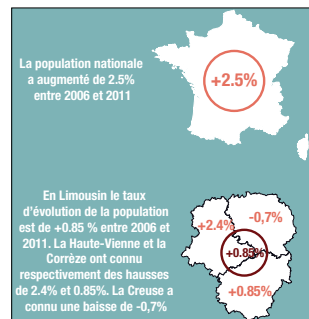 La population nationale
a augmenté de 2.5%
entre 2006 et 2011
+2.5%
En Limousin le taux
d'évolution de la population
est de +0.85 % entre 2006 et
2011. La Haute-Vienne et la
Corrèze ont connu
respectivement des hausses
de 2.4% et 0.85%. La Creuse a
connu une baisse de -0,7%
+2.4%
-0,7%
+0.85%
+0.85%